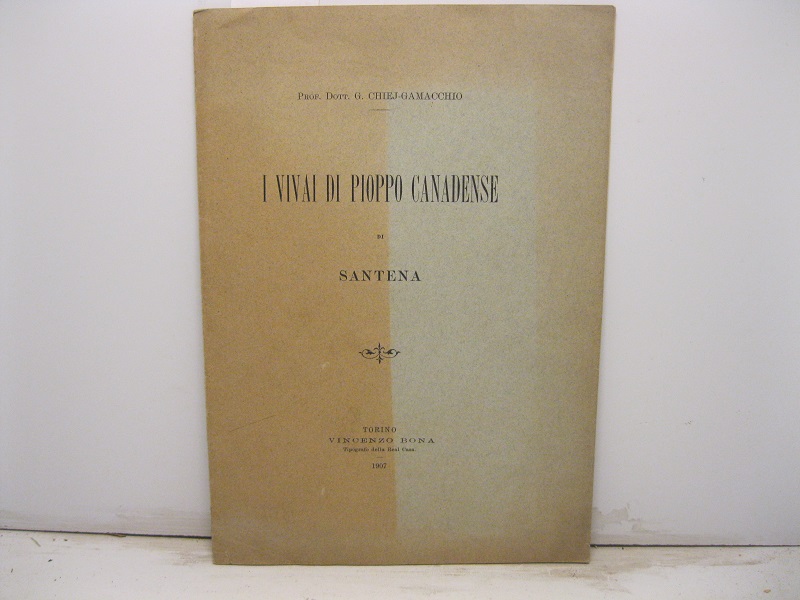 Prof. Dott. G. CHIEJ-GAMACCHIO
I VIVAI DI PIOPPO CANADENSE
DI
SANTENA
TORINO
VINCENZO BONA
Tipografo della Real Casa.
1907